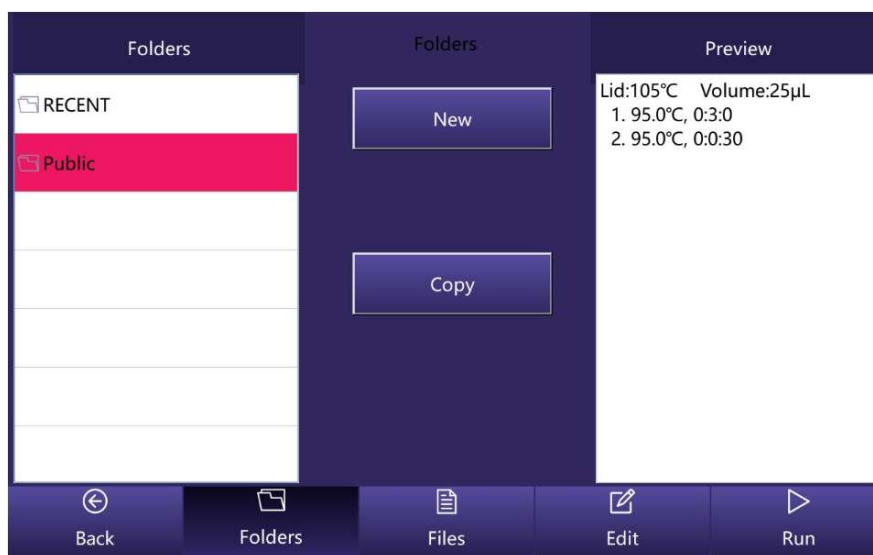 Folders
RECENT
Public
Folders
New
Copy
Preview
Lid:105℃ Volume:25μL
1. 95.0℃, 0:3:0
2. 95.0℃, 0:0:30
Back
Folders
Files
Edit
Run